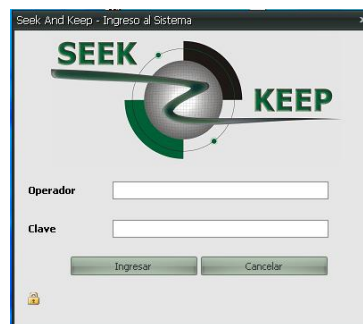 Seek And Keep - Ingreso al Sistema
SEEK
KEEP
Operador
Clave
Ingresar Cancelar